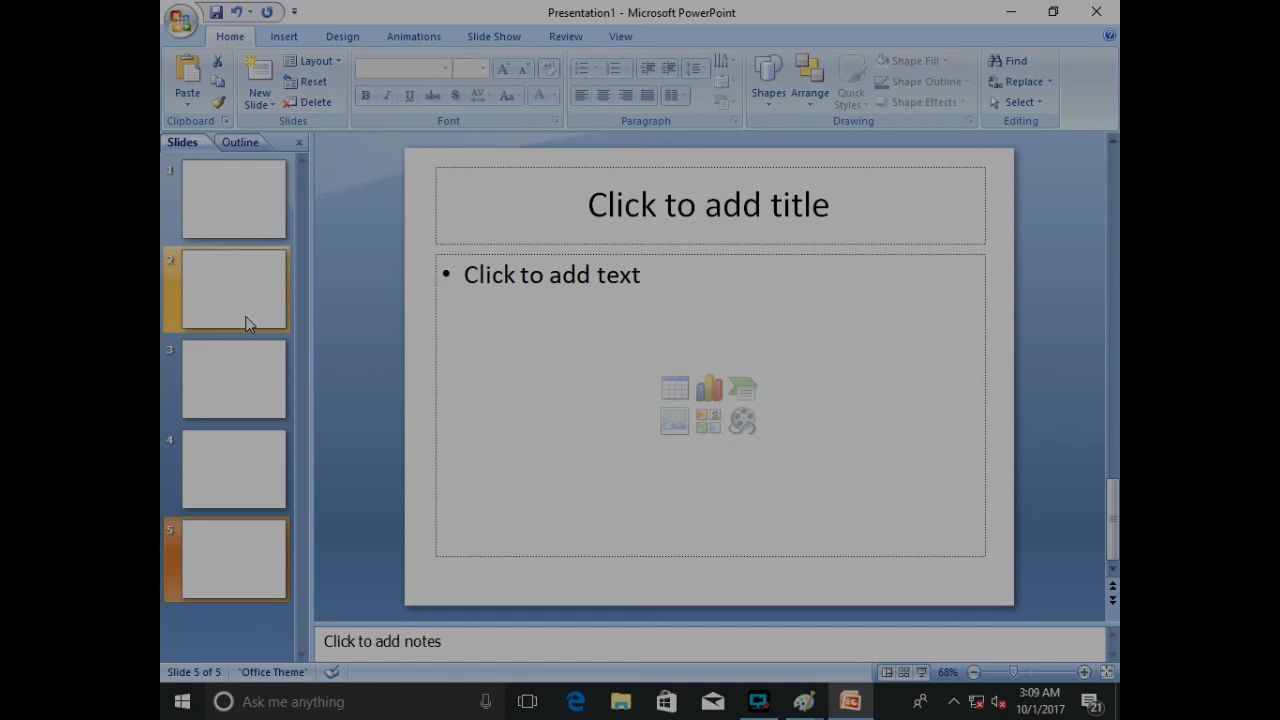 Presentation1 - Microsoft PowerPoint
Home Insert Design Animations Slide Show Review View
Paste
Clipboard
New Slide
Layout
Reset
Delete
Slides
B I U abc S AV Aa A
Font
Paragraph
Shapes
Arrange
Quick Styles
Shape Fill
Shape Outline
Shape Effects
Drawing
Find
Replace
Select
Editing
Slides Outline
1
2
3
4
5
Click to add title
• Click to add text
Click to add notes
Slide 5 of 5 "Office Theme" 68%
Ask me anything
3:09 AM
10/1/2017
21